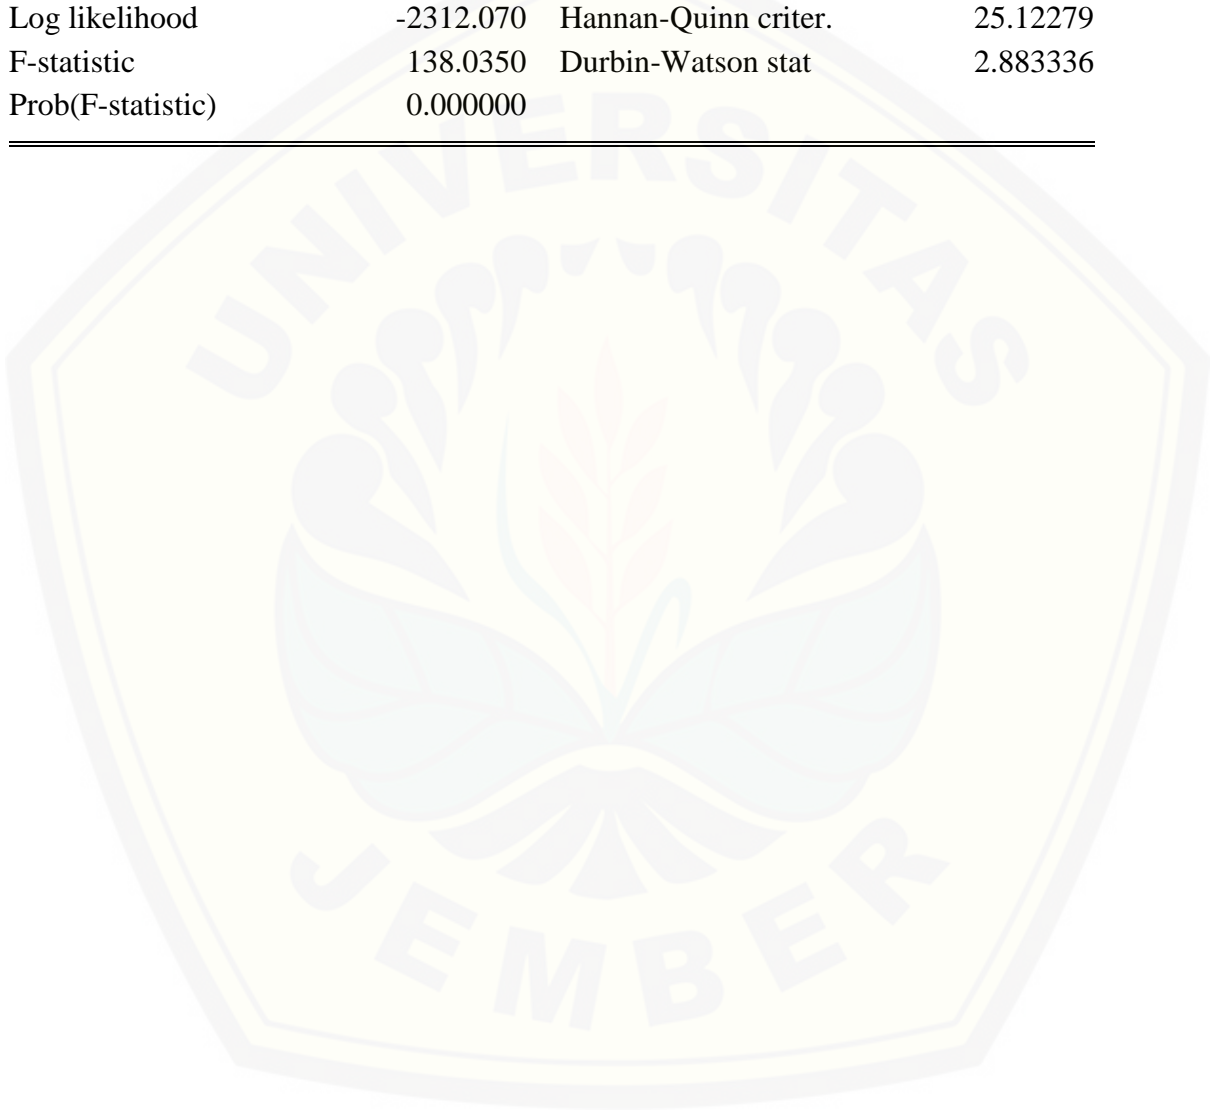 Log likelihood -2312.070 Hannan-Quinn criter. 25.12279
F-statistic 138.0350 Durbin-Watson stat 2.883336
Prob(F-statistic) 0.000000
UNIVERSITAS
JEMBER